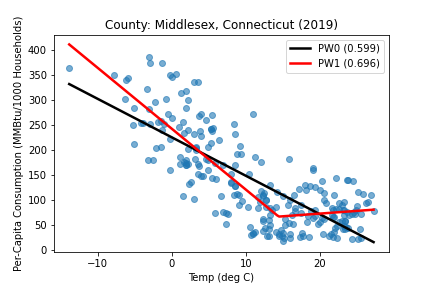 County: Middlesex, Connecticut (2019)
Per-Capita Consumption (MMBtu/1000 Households)
400
350
300
250
200
150
100
50
0
PW0 (0.599)
PW1 (0.696)
−10
0
10
20
Temp (deg C)